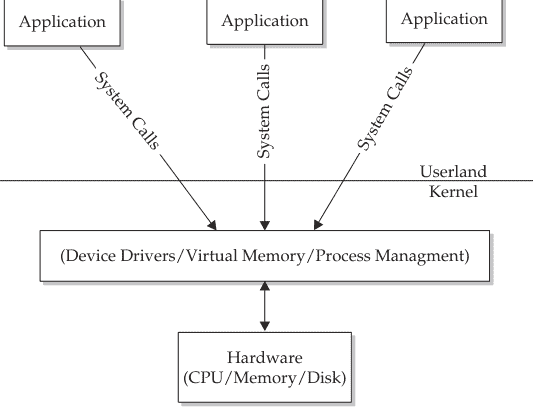 Application
Application
Application
System Calls
System Calls
System Calls
Userland
Kernel
(Device Drivers/Virtual Memory/Process Managment)
Hardware
(CPU/Memory/Disk)